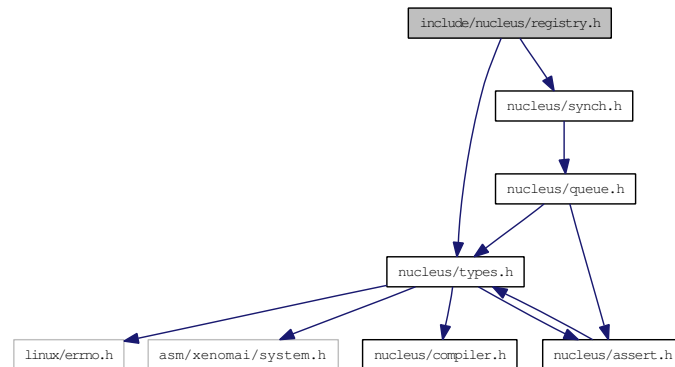 include/nucleus/registry.h
nucleus/synch.h
nucleus/queue.h
nucleus/types.h
linux/errno.h
asm/xenomai/system.h
nucleus/compiler.h
nucleus/assert.h